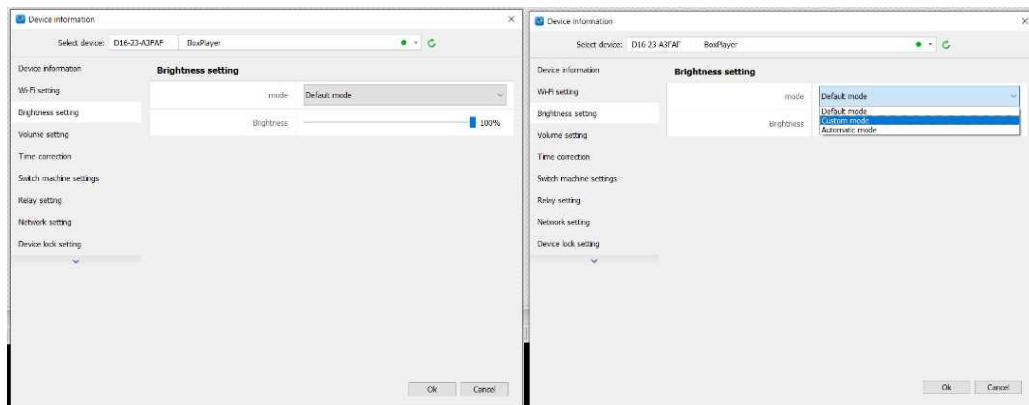 Device information
Select device: D16-23-A3FAF BoxPlayer
Device information
Wi-Fi setting
Brightness setting
Volume setting
Time correction
Switch machine settings
Relay setting
Network setting
Device lock setting
Brightness setting
mode Default mode
Brightness 100%
Ok Cancel
Device information
Select device: D16-23-A3FAF BoxPlayer
Device information
Wi-Fi setting
Brightness setting
Volume setting
Time correction
Switch machine settings
Relay setting
Network setting
Device lock setting
Brightness setting
mode Default mode
Default mode
Custom mode
Automatic mode
Brightness
Ok Cancel